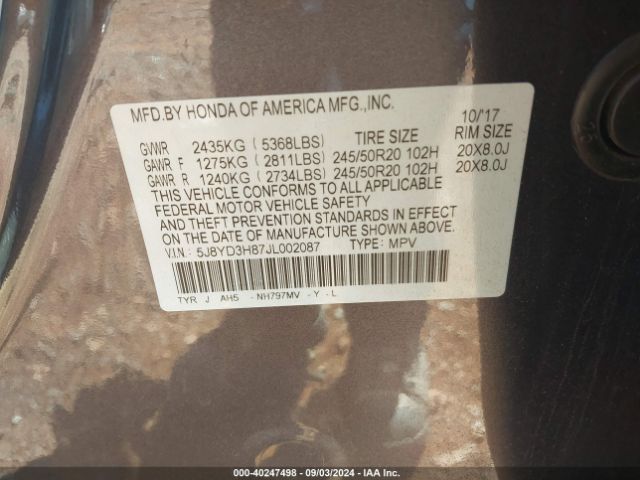 MFD.BY HONDA OF AMERICA MFG.,INC. 10/'17
GVWR 2435KG ( 5368LBS) TIRE SIZE RIM SIZE
GAWR F 1275KG ( 2811LBS) 245/50R20 102H 20X8.0J
GAWR R 1240KG ( 2734LBS) 245/50R20 102H 20X8.0J
THIS VEHICLE CONFORMS TO ALL APPLICABLE
FEDERAL MOTOR VEHICLE SAFETY
AND THEFT PREVENTION STANDARDS IN EFFECT
ON THE DATE OF MANUFACTURE SHOWN ABOVE.
V.I.N.: 5J8YD3H87JL002087 TYPE: MPV
TYR J AH5 -NH797MV -Y -L
000-40247498 - 09/03/2024 - IAA Inc.